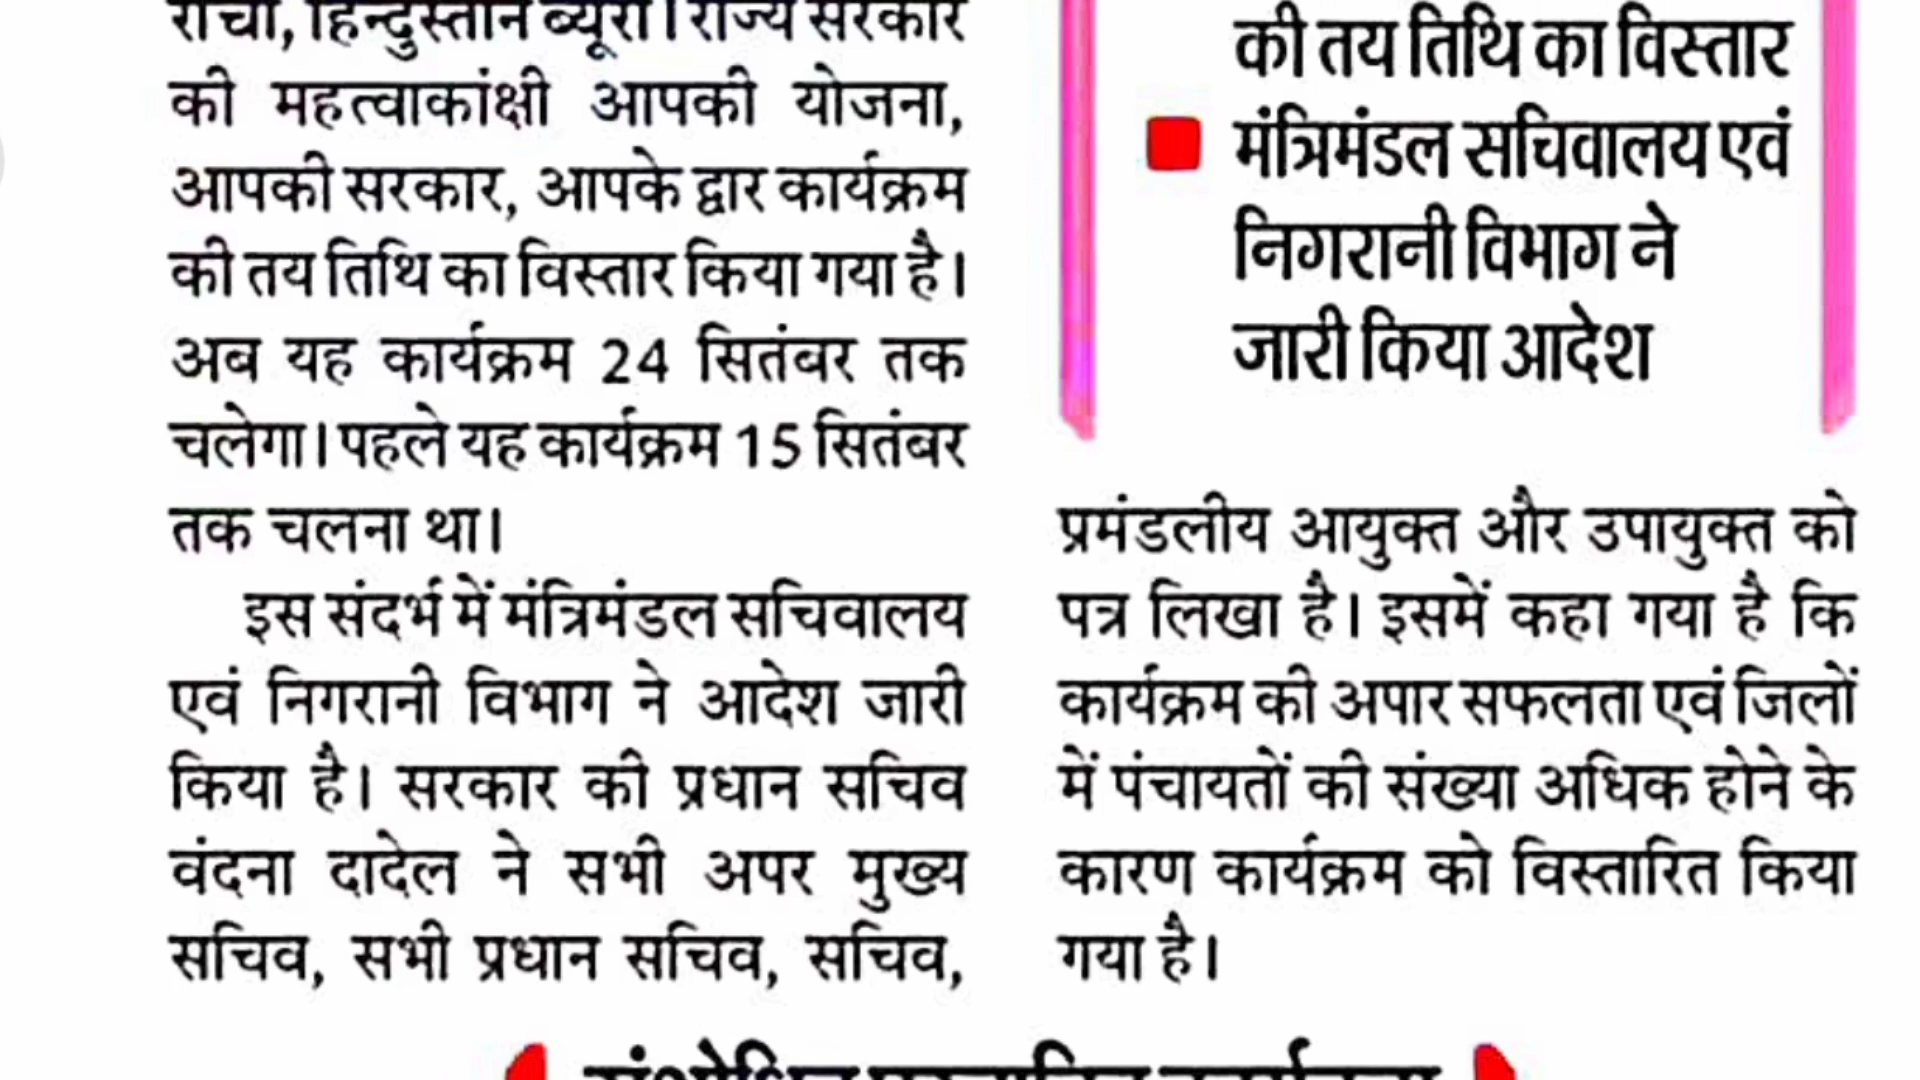 रांची, हिन्दुस्तान ब्यूरो। राज्य सरकार
की महत्वाकांक्षी आपकी योजना,
आपकी सरकार, आपके द्वार कार्यक्रम
की तय तिथि का विस्तार किया गया है।
अब यह कार्यक्रम 24 सितंबर तक
चलेगा। पहले यह कार्यक्रम 15 सितंबर
तक चलना था।
इस संदर्भ में मंत्रिमंडल सचिवालय
एवं निगरानी विभाग ने आदेश जारी
किया है। सरकार की प्रधान सचिव
वंदना दादेल ने सभी अपर मुख्य
सचिव, सभी प्रधान सचिव, सचिव,
की तय तिथि का विस्तार
मंत्रिमंडल सचिवालय एवं
निगरानी विभाग ने
जारी किया आदेश
प्रमंडलीय आयुक्त और उपायुक्त को
पत्र लिखा है। इसमें कहा गया है कि
कार्यक्रम की अपार सफलता एवं जिलों
में पंचायतों की संख्या अधिक होने के
कारण कार्यक्रम को विस्तारित किया
गया है।